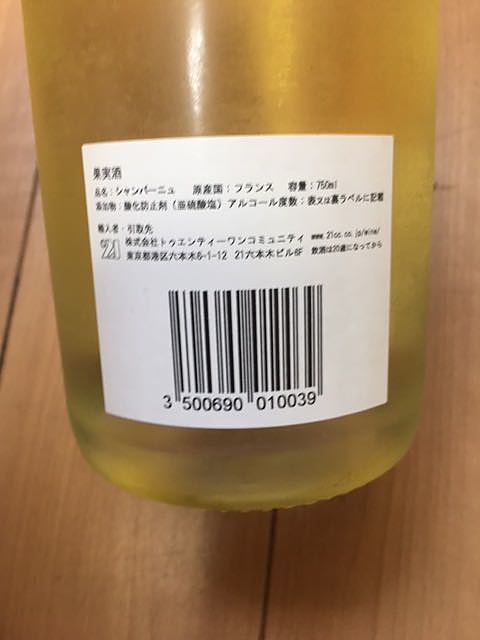 果実酒
品名：シャンパーニュ　原産国：フランス　容量：750ml
添加物：酸化防止剤（亜硫酸塩）アルコール度数：表又は裏ラベルに記載
輸入者・引取先
21 株式会社トゥエンティーワンコミュニティ www.21cc.co.jp/wine/
東京都港区六本木6-1-12 21六本木ビル6F 飲酒は20歳になってから
3 500690 010039